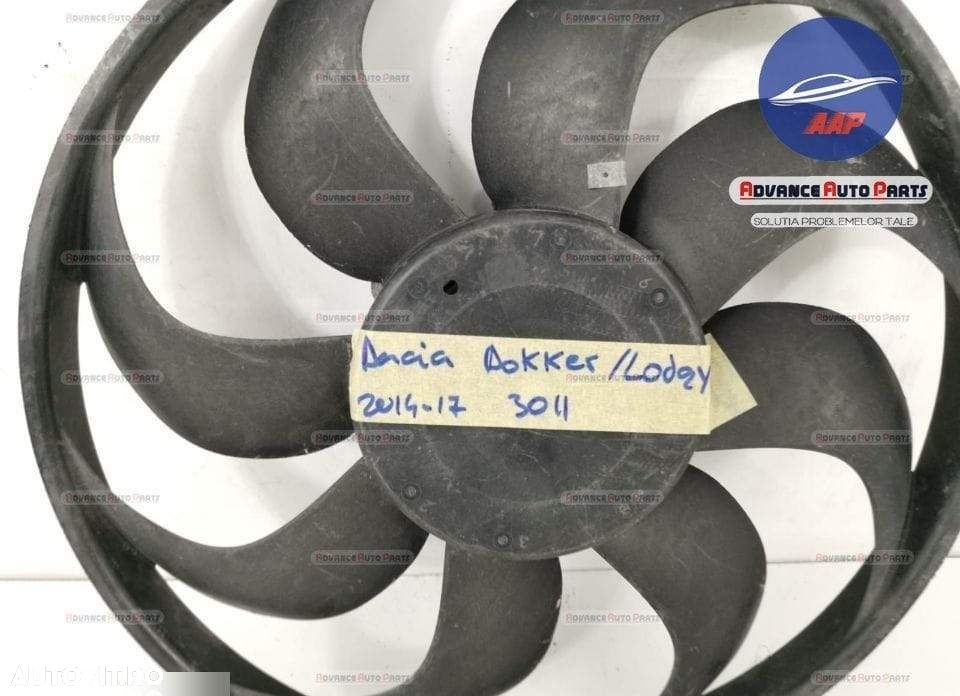 AAP
ADVANCE AUTO PARTS
SOLUTIA PROBLEMELOR TALE
Dacia Dokker/Lodgy
2014-17 3011
AUTOVIT.RO